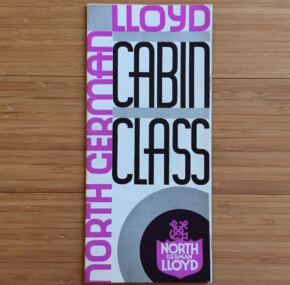 NORTH GERMAN LLOYD
CABIN
CLASS
NORTH
GERMAN
LLOYD